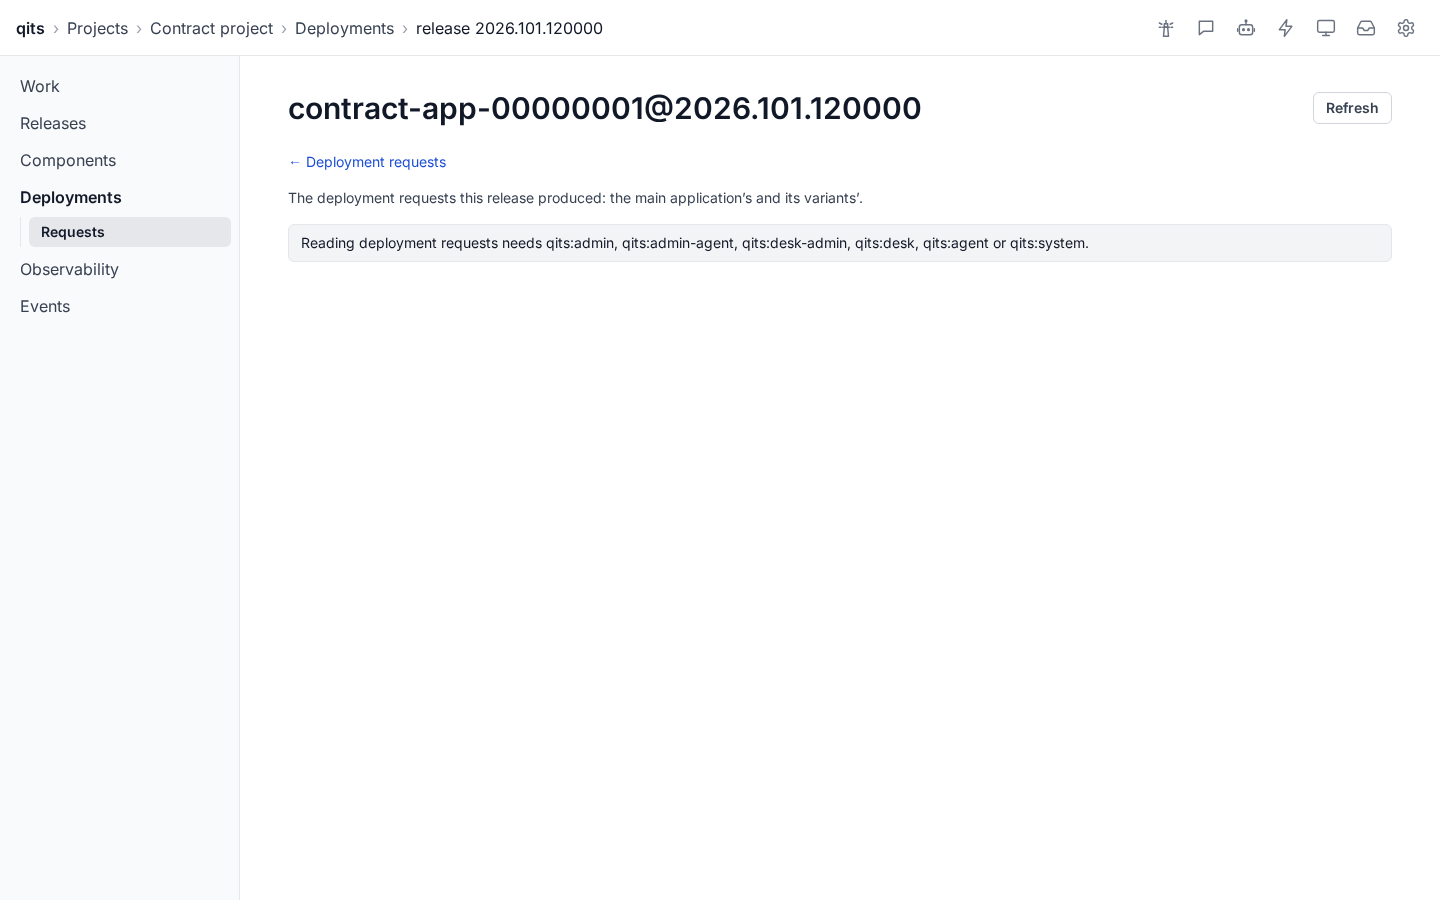 qits › Projects › Contract project › Deployments › release 2026.101.120000
Work
Releases
Components
Deployments
Requests
Observability
Events
contract-app-00000001@2026.101.120000
Refresh
← Deployment requests
The deployment requests this release produced: the main application’s and its variants’.
Reading deployment requests needs qits:admin, qits:admin-agent, qits:desk-admin, qits:desk, qits:agent or qits:system.